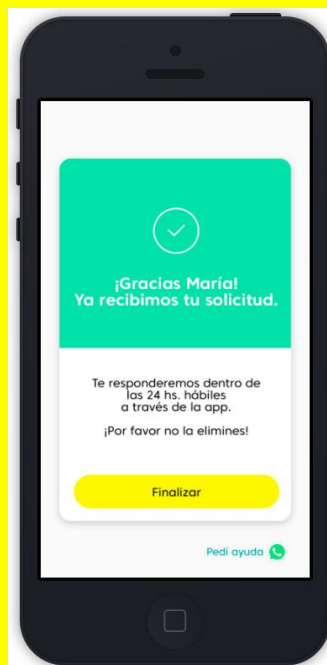 ¡Gracias María!
Ya recibimos tu solicitud.
Te responderemos dentro de
las 24 hs. hábiles
a través de la app.
¡Por favor no la elimines!
Finalizar
Pedí ayuda